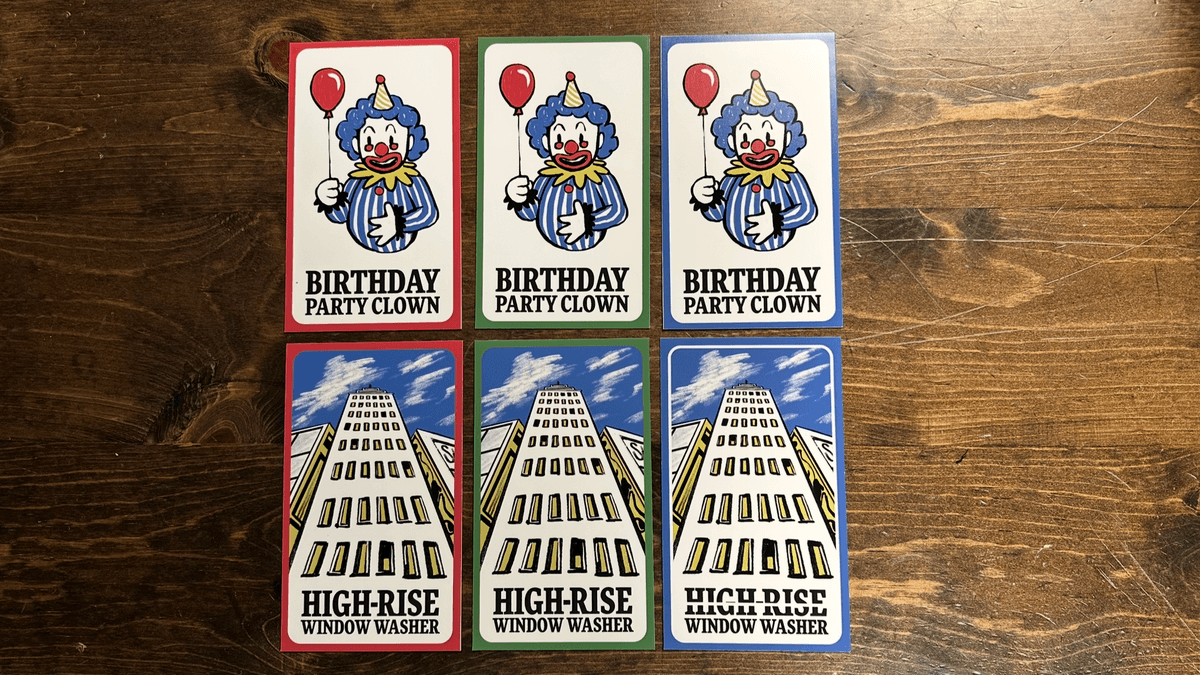 BIRTHDAY
PARTY CLOWN
BIRTHDAY
PARTY CLOWN
BIRTHDAY
PARTY CLOWN
HIGH-RISE
WINDOW WASHER
HIGH-RISE
WINDOW WASHER
HIGH-RISE
WINDOW WASHER